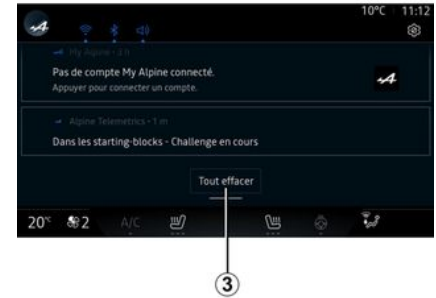 10°C 11:12
My Alpine • 3 h
Pas de compte My Alpine connecté.
Appuyer pour connecter un compte.
Alpine Telemetrics • 1 m
Dans les starting-blocks - Challenge en cours
Tout effacer
20°C 2 A/C
3